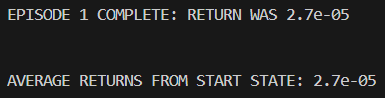 EPISODE 1 COMPLETE: RETURN WAS 2.7e-05
AVERAGE RETURNS FROM START STATE: 2.7e-05